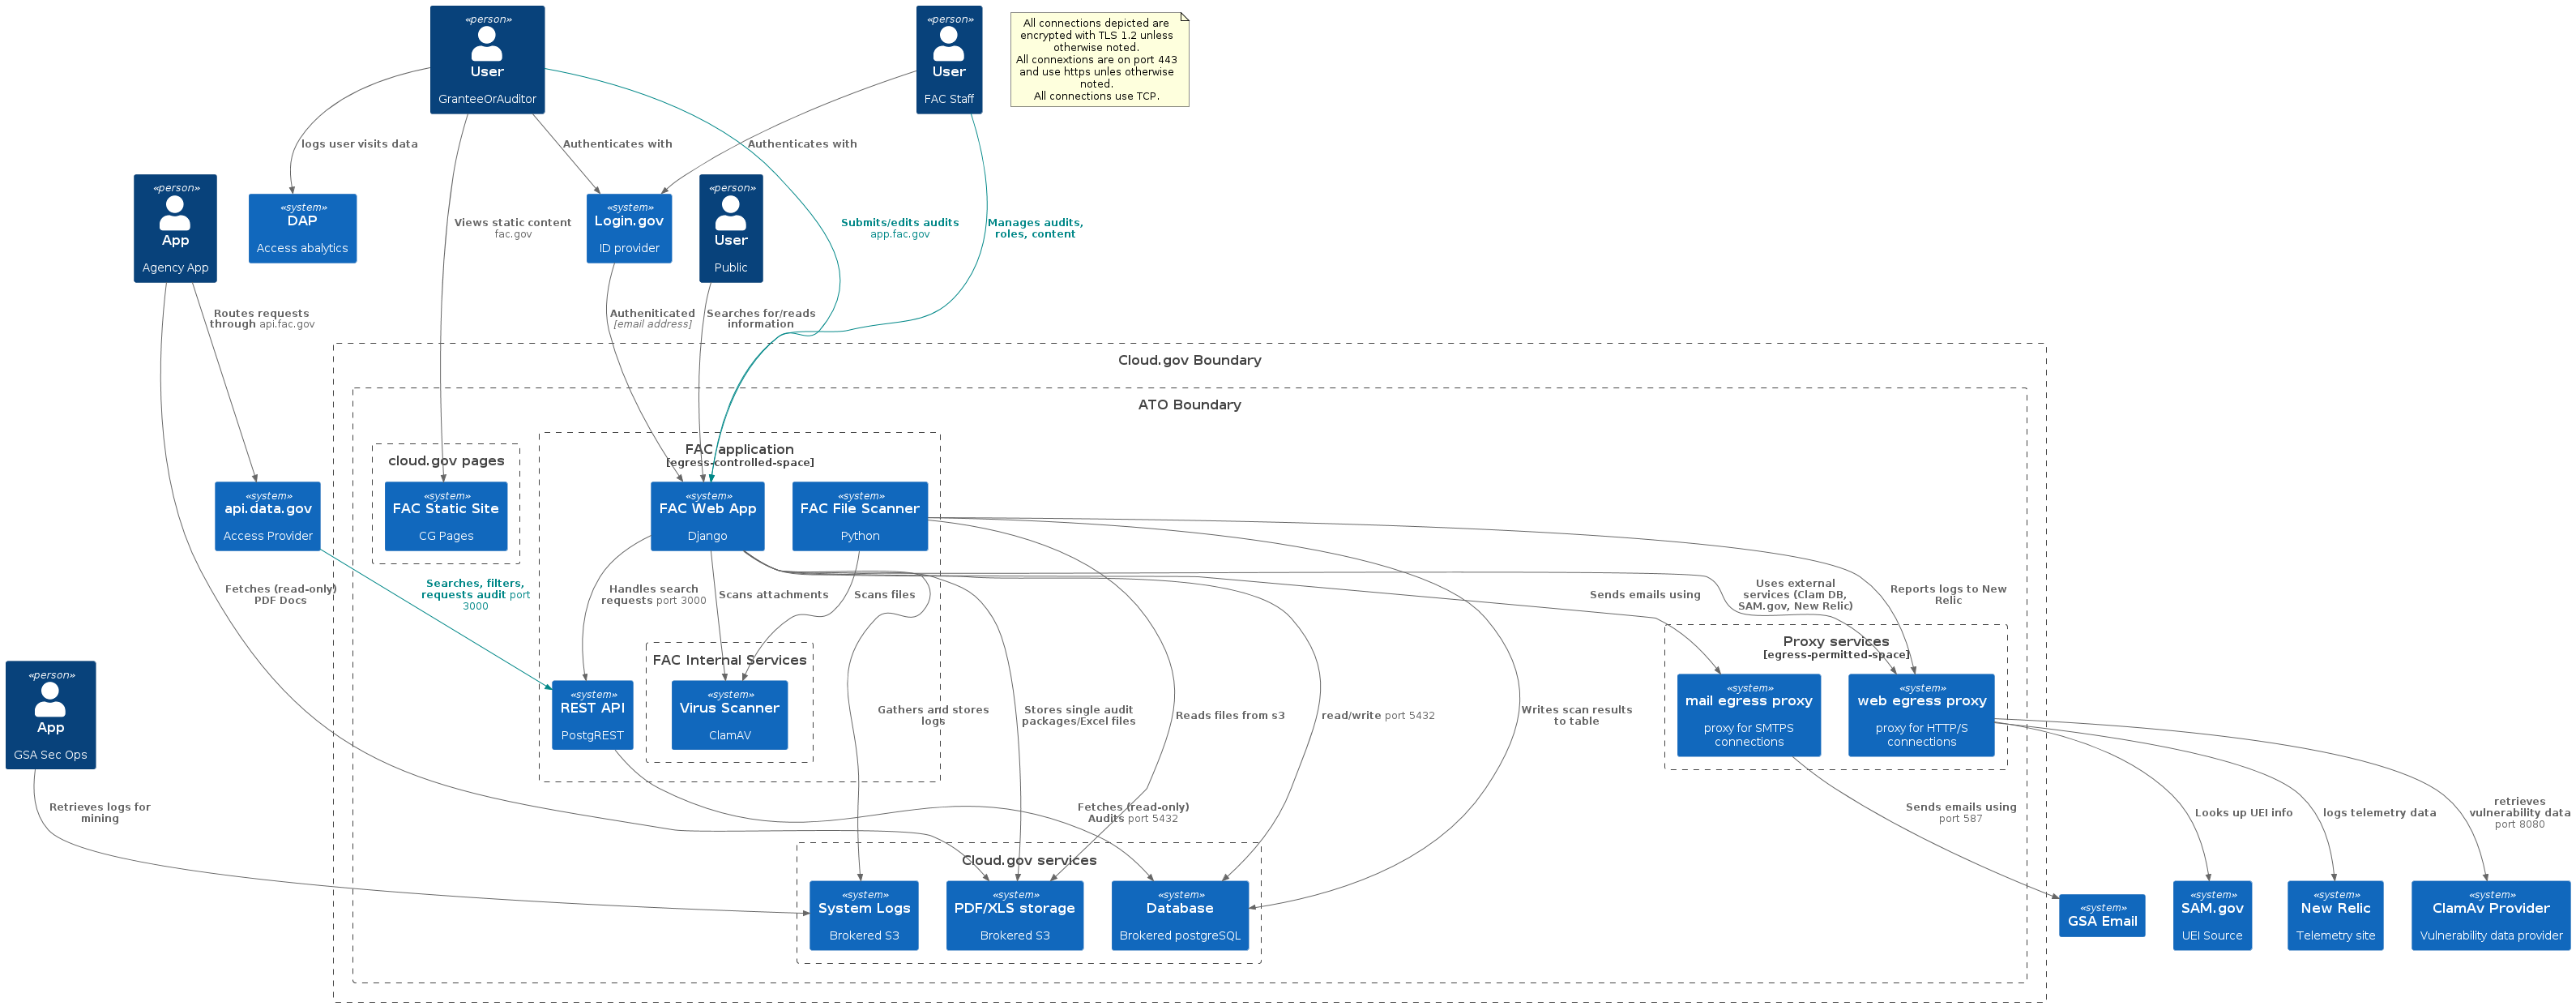 «person»
User
GranteeOrAuditor
«person»
User
FAC Staff
All connections depicted are
encrypted with TLS 1.2 unless
otherwise noted.
All connextions are on port 443
and use https unles otherwise
noted.
All connections use TCP.
logs user visits data
Authenticates with
Authenticates with
«person»
App
Agency App
«system»
DAP
Access abalytics
Views static content
fac.gov
«system»
Login.gov
ID provider
«person»
User
Public
Submits/edits audits
app.fac.gov
Manages audits,
roles, content
Routes requests
through api.fac.gov
Autheniticated
[email address]
Searches for/reads
information
Cloud.gov Boundary
ATO Boundary
cloud.gov pages
FAC application
[egress-controlled-space]
«system»
api.data.gov
Access Provider
«system»
FAC Static Site
CG Pages
«system»
FAC Web App
Django
«system»
FAC File Scanner
Python
Fetches (read-only)
PDF Docs
Searches, filters,
requests audit port
3000
Handles search
requests port 3000
Scans attachments
Scans files
Sends emails using
Uses external
services (Clam DB,
SAM.gov, New Relic)
Reports logs to New
Relic
«person»
App
GSA Sec Ops
«system»
REST API
PostgREST
FAC Internal Services
«system»
Virus Scanner
ClamAV
Gathers and stores
logs
Stores single audit
packages/Excel files
Reads files from s3
read/write port 5432
Writes scan results
to table
Proxy services
[egress-permitted-space]
«system»
mail egress proxy
proxy for SMTPS
connections
«system»
web egress proxy
proxy for HTTP/S
connections
Retrieves logs for
mining
Fetches (read-only)
Audits port 5432
Sends emails using
port 587
Looks up UEI info
logs telemetry data
retrieves
vulnerability data
port 8080
Cloud.gov services
«system»
System Logs
Brokered S3
«system»
PDF/XLS storage
Brokered S3
«system»
Database
Brokered postgreSQL
«system»
GSA Email
«system»
SAM.gov
UEI Source
«system»
New Relic
Telemetry site
«system»
ClamAv Provider
Vulnerability data provider